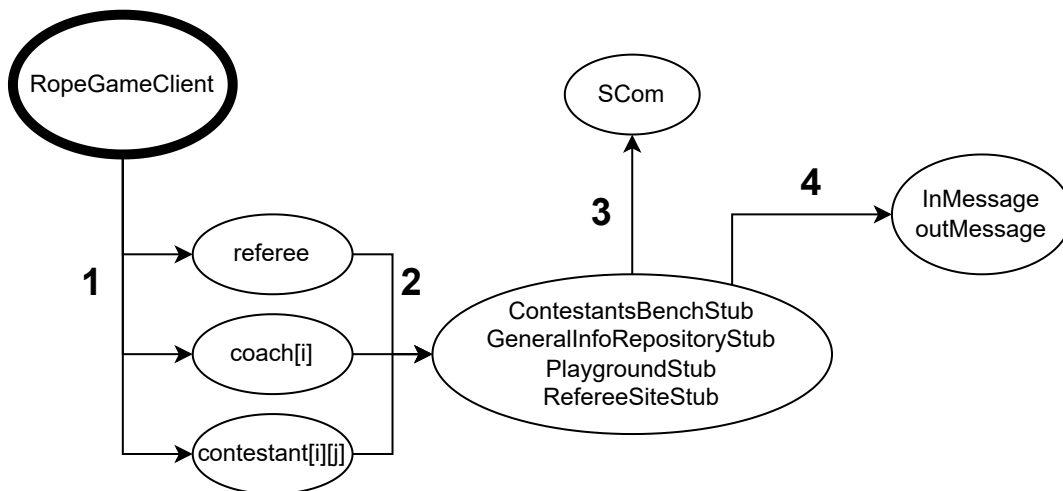 RopeGameClient
SCom
4
InMessage
outMessage
3
referee
1
2
coach[i]
contestant[i][j]
ContestantsBenchStub
GeneralInfoRepositoryStub
PlaygroundStub
RefereeSiteStub